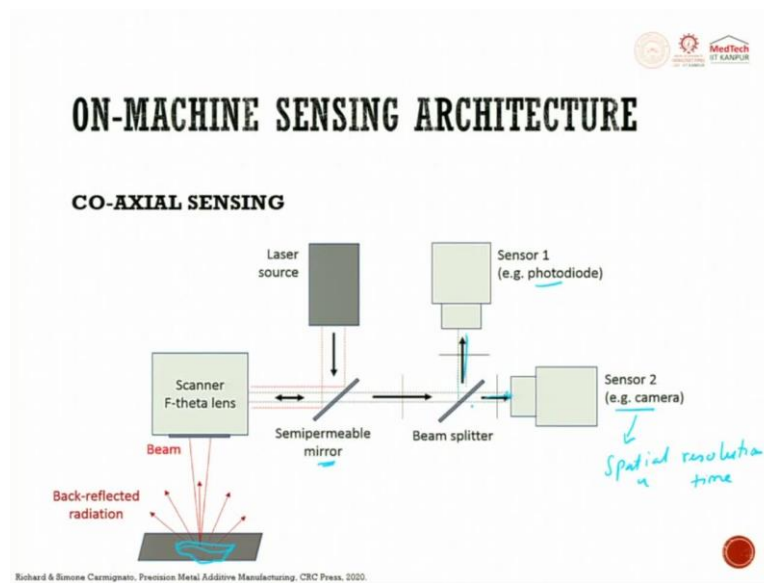 MedTech
IIT KANPUR
ON-MACHINE SENSING ARCHITECTURE
CO-AXIAL SENSING
Laser
source
Sensor 1
(e.g. photodiode)
Scanner
F-theta lens
Sensor 2
(e.g. camera)
Semipermeable
mirror
Beam splitter
Beam
Spatial resolution
time
Back-reflected
radiation
Richard & Simone Carmignato, Precision Metal Additive Manufacturing, CRC Press, 2020.